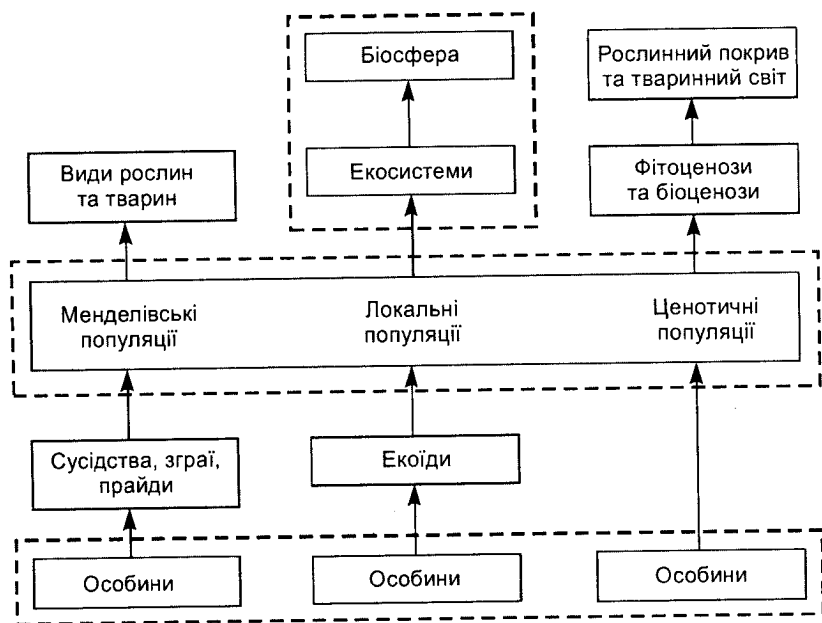 Біосфера
Рослинний покрив
та тваринний світ
Види рослин
та тварин
Екосистеми
Фітоценози
та біоценози
Менделівські
популяції
Локальні
популяції
Ценотичні
популяції
Сусідства, зграї,
прайди
Екоїди
Особини
Особини
Особини